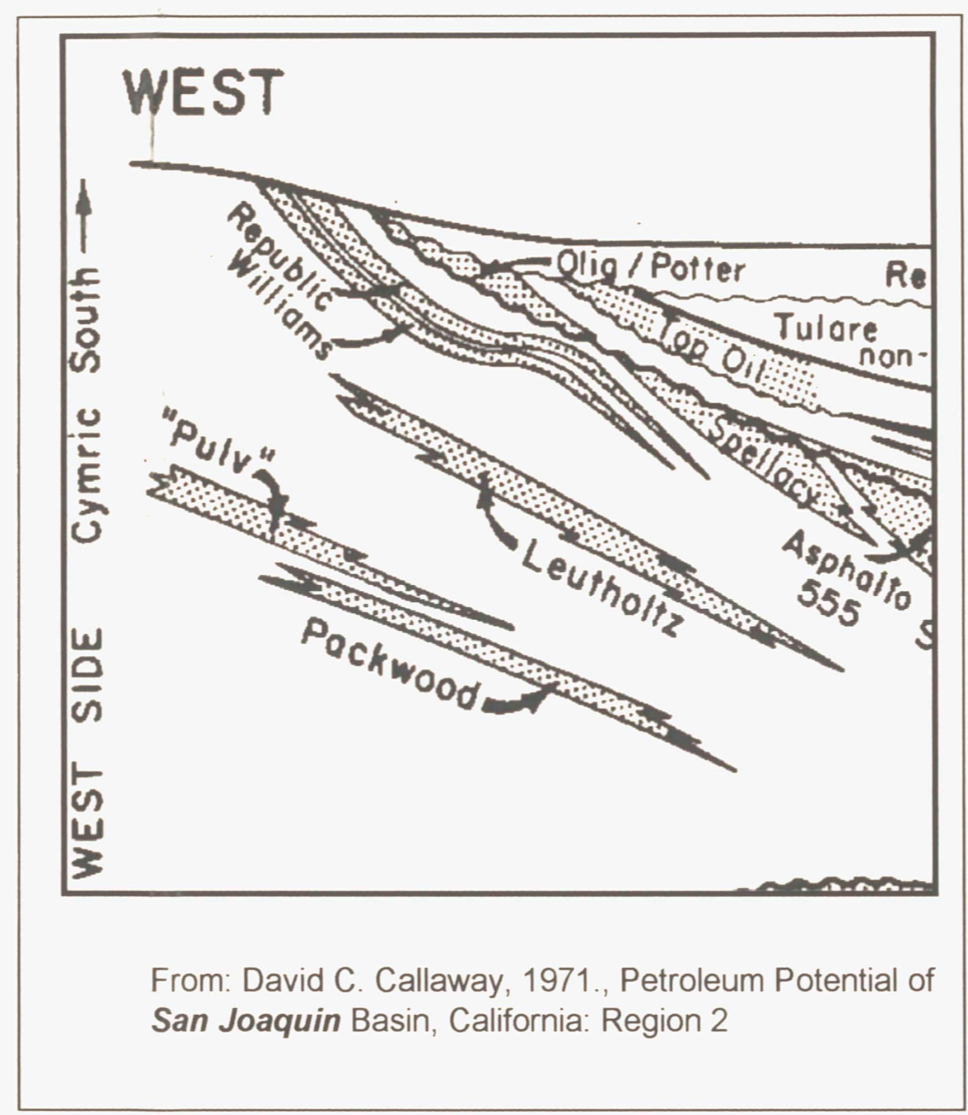 WEST
WEST SIDE Cymric South
Republic
Williams
Olig / Potter
Re
Tulare
non-
Top Oil
Spellacy
"Pulv"
Leutholtz
Asphalto
555
S
Packwood
From: David C. Callaway, 1971., Petroleum Potential of
San Joaquin Basin, California: Region 2